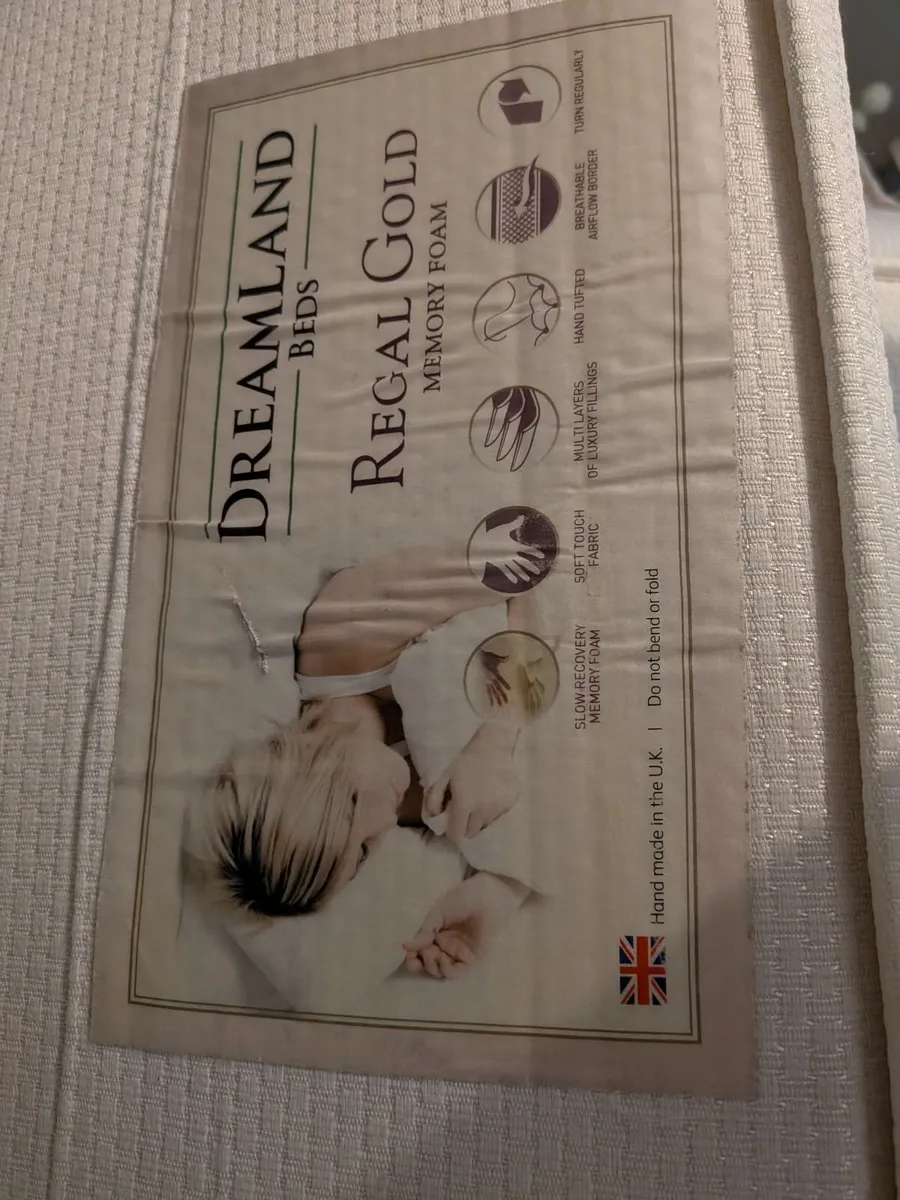 DREAMLAND
BEDS
REGAL GOLD
MEMORY FOAM
SLOW RECOVERY
MEMORY FOAM
SOFT TOUCH
FABRIC
MULTI LAYERS
OF LUXURY FILLINGS
HAND TUFTED
BREATHABLE
AIRFLOW BORDER
TURN REGULARLY
Hand made in the U.K. | Do not bend or fold